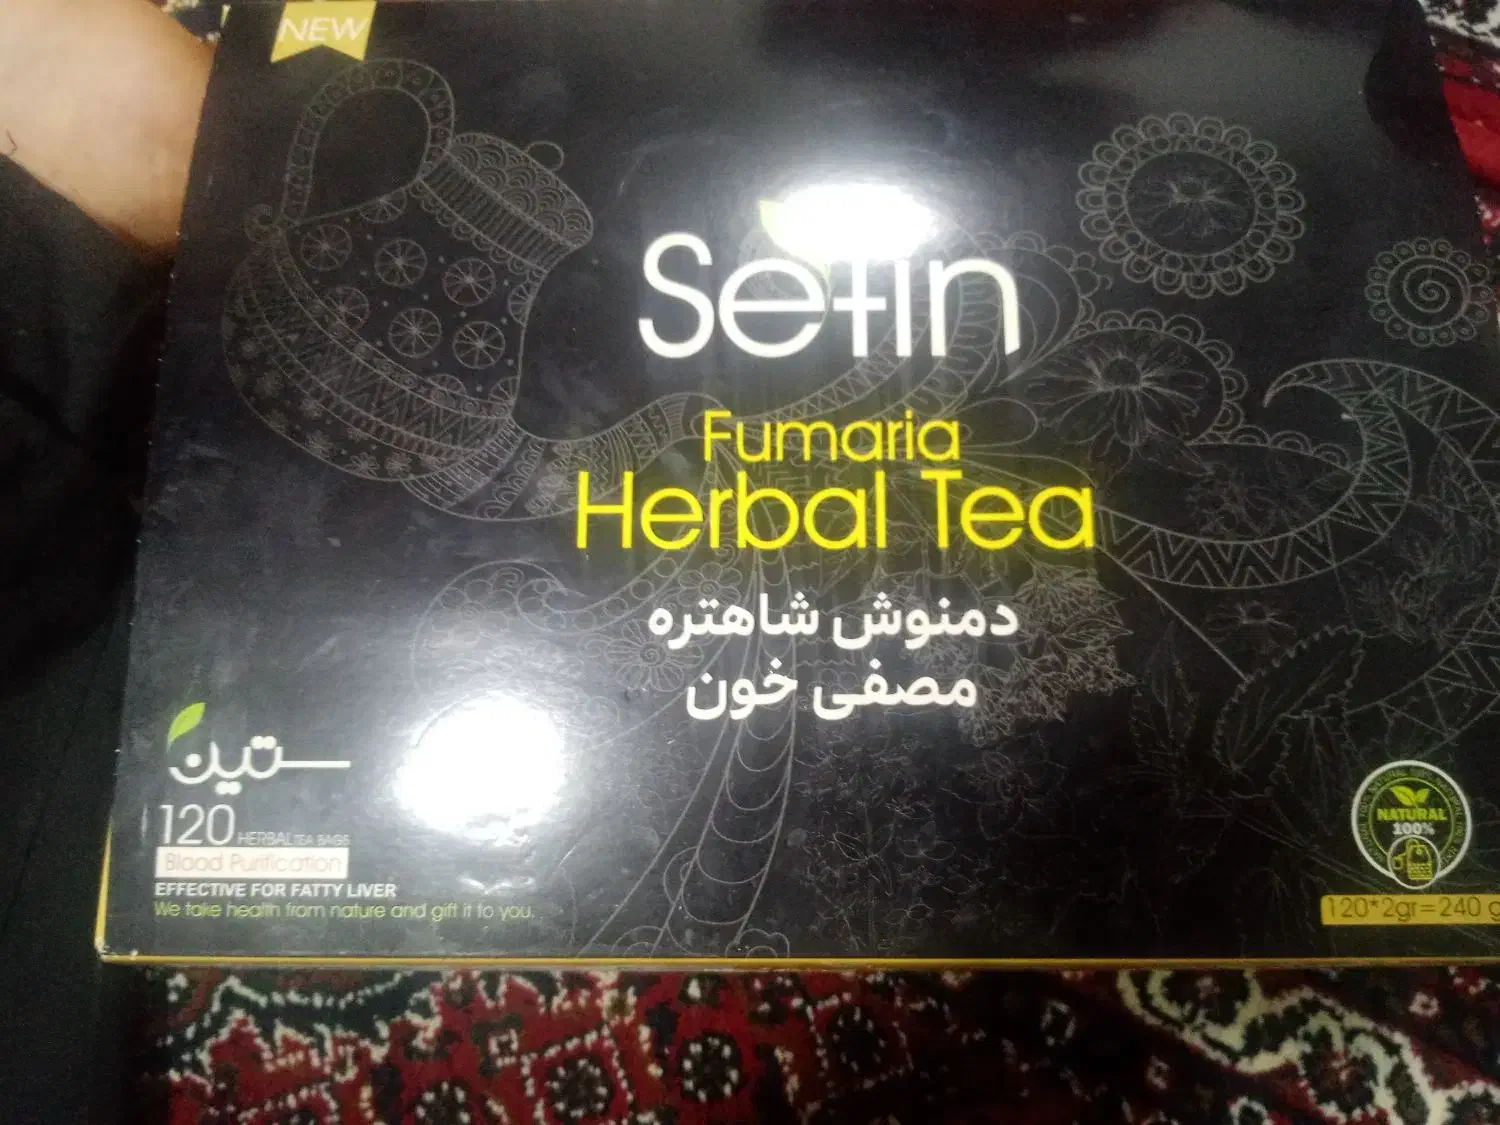 NEW
Setin
Fumaria
Herbal Tea
دمنوش شاهتره
مصفی خون
ستین
120 HERBAL TEA BAGS
Blood Purification
EFFECTIVE FOR FATTY LIVER
We take health from nature and gift it to you.
NATURAL
100%
120*2gr=240 g